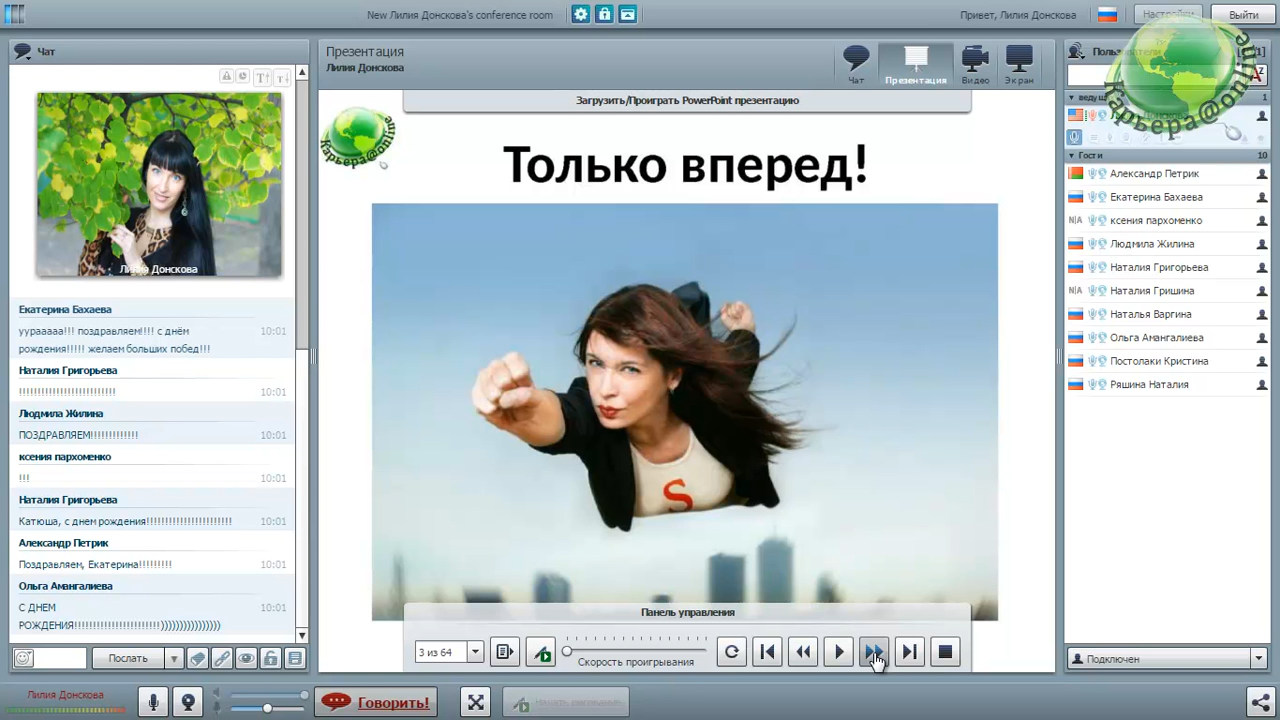 New Лилия Донскова's conference room
Привет, Лилия Донскова
Настройки
Выйти
Чат
Лилия Донскова
Екатерина Бахаева
уурааааа!!! поздравляем!!!! с днём
10:01
рождения!!!!! желаем больших побед!!!
Наталия Григорьева
!!!!!!!!!!!!!!!!!!!!!!!!!!
10:01
Людмила Жилина
ПОЗДРАВЛЯЕМ!!!!!!!!!!!!!
10:01
ксения пархоменко
!!!
10:01
Наталия Григорьева
Катюша, с днем рождения!!!!!!!!!!!!!!!!!!!!!!!
10:01
Александр Петрик
Поздравляем, Екатерина!!!!!!!!!
10:01
Ольга Амангалиева
С ДНЕМ
10:01
РОЖДЕНИЯ!!!!!!!!!!!!!!!!!!!!!!!)))))))))))))))))
Послать
Презентация
Лилия Донскова
Чат
Презентация
Видео
Экран
Загрузить/Проиграть PowerPoint презентацию
Карьера@online
Только вперед!
S
Панель управления
3 из 64
Скорость проигрывания
Карьера@online
Гости
10
Александр Петрик
Екатерина Бахаева
N/A ксения пархоменко
Людмила Жилина
Наталия Григорьева
N/A Наталия Гришина
Наталья Варгина
Ольга Амангалиева
Постолаки Кристина
Ряшина Наталия
Подключен
Лилия Донскова
Говорить!